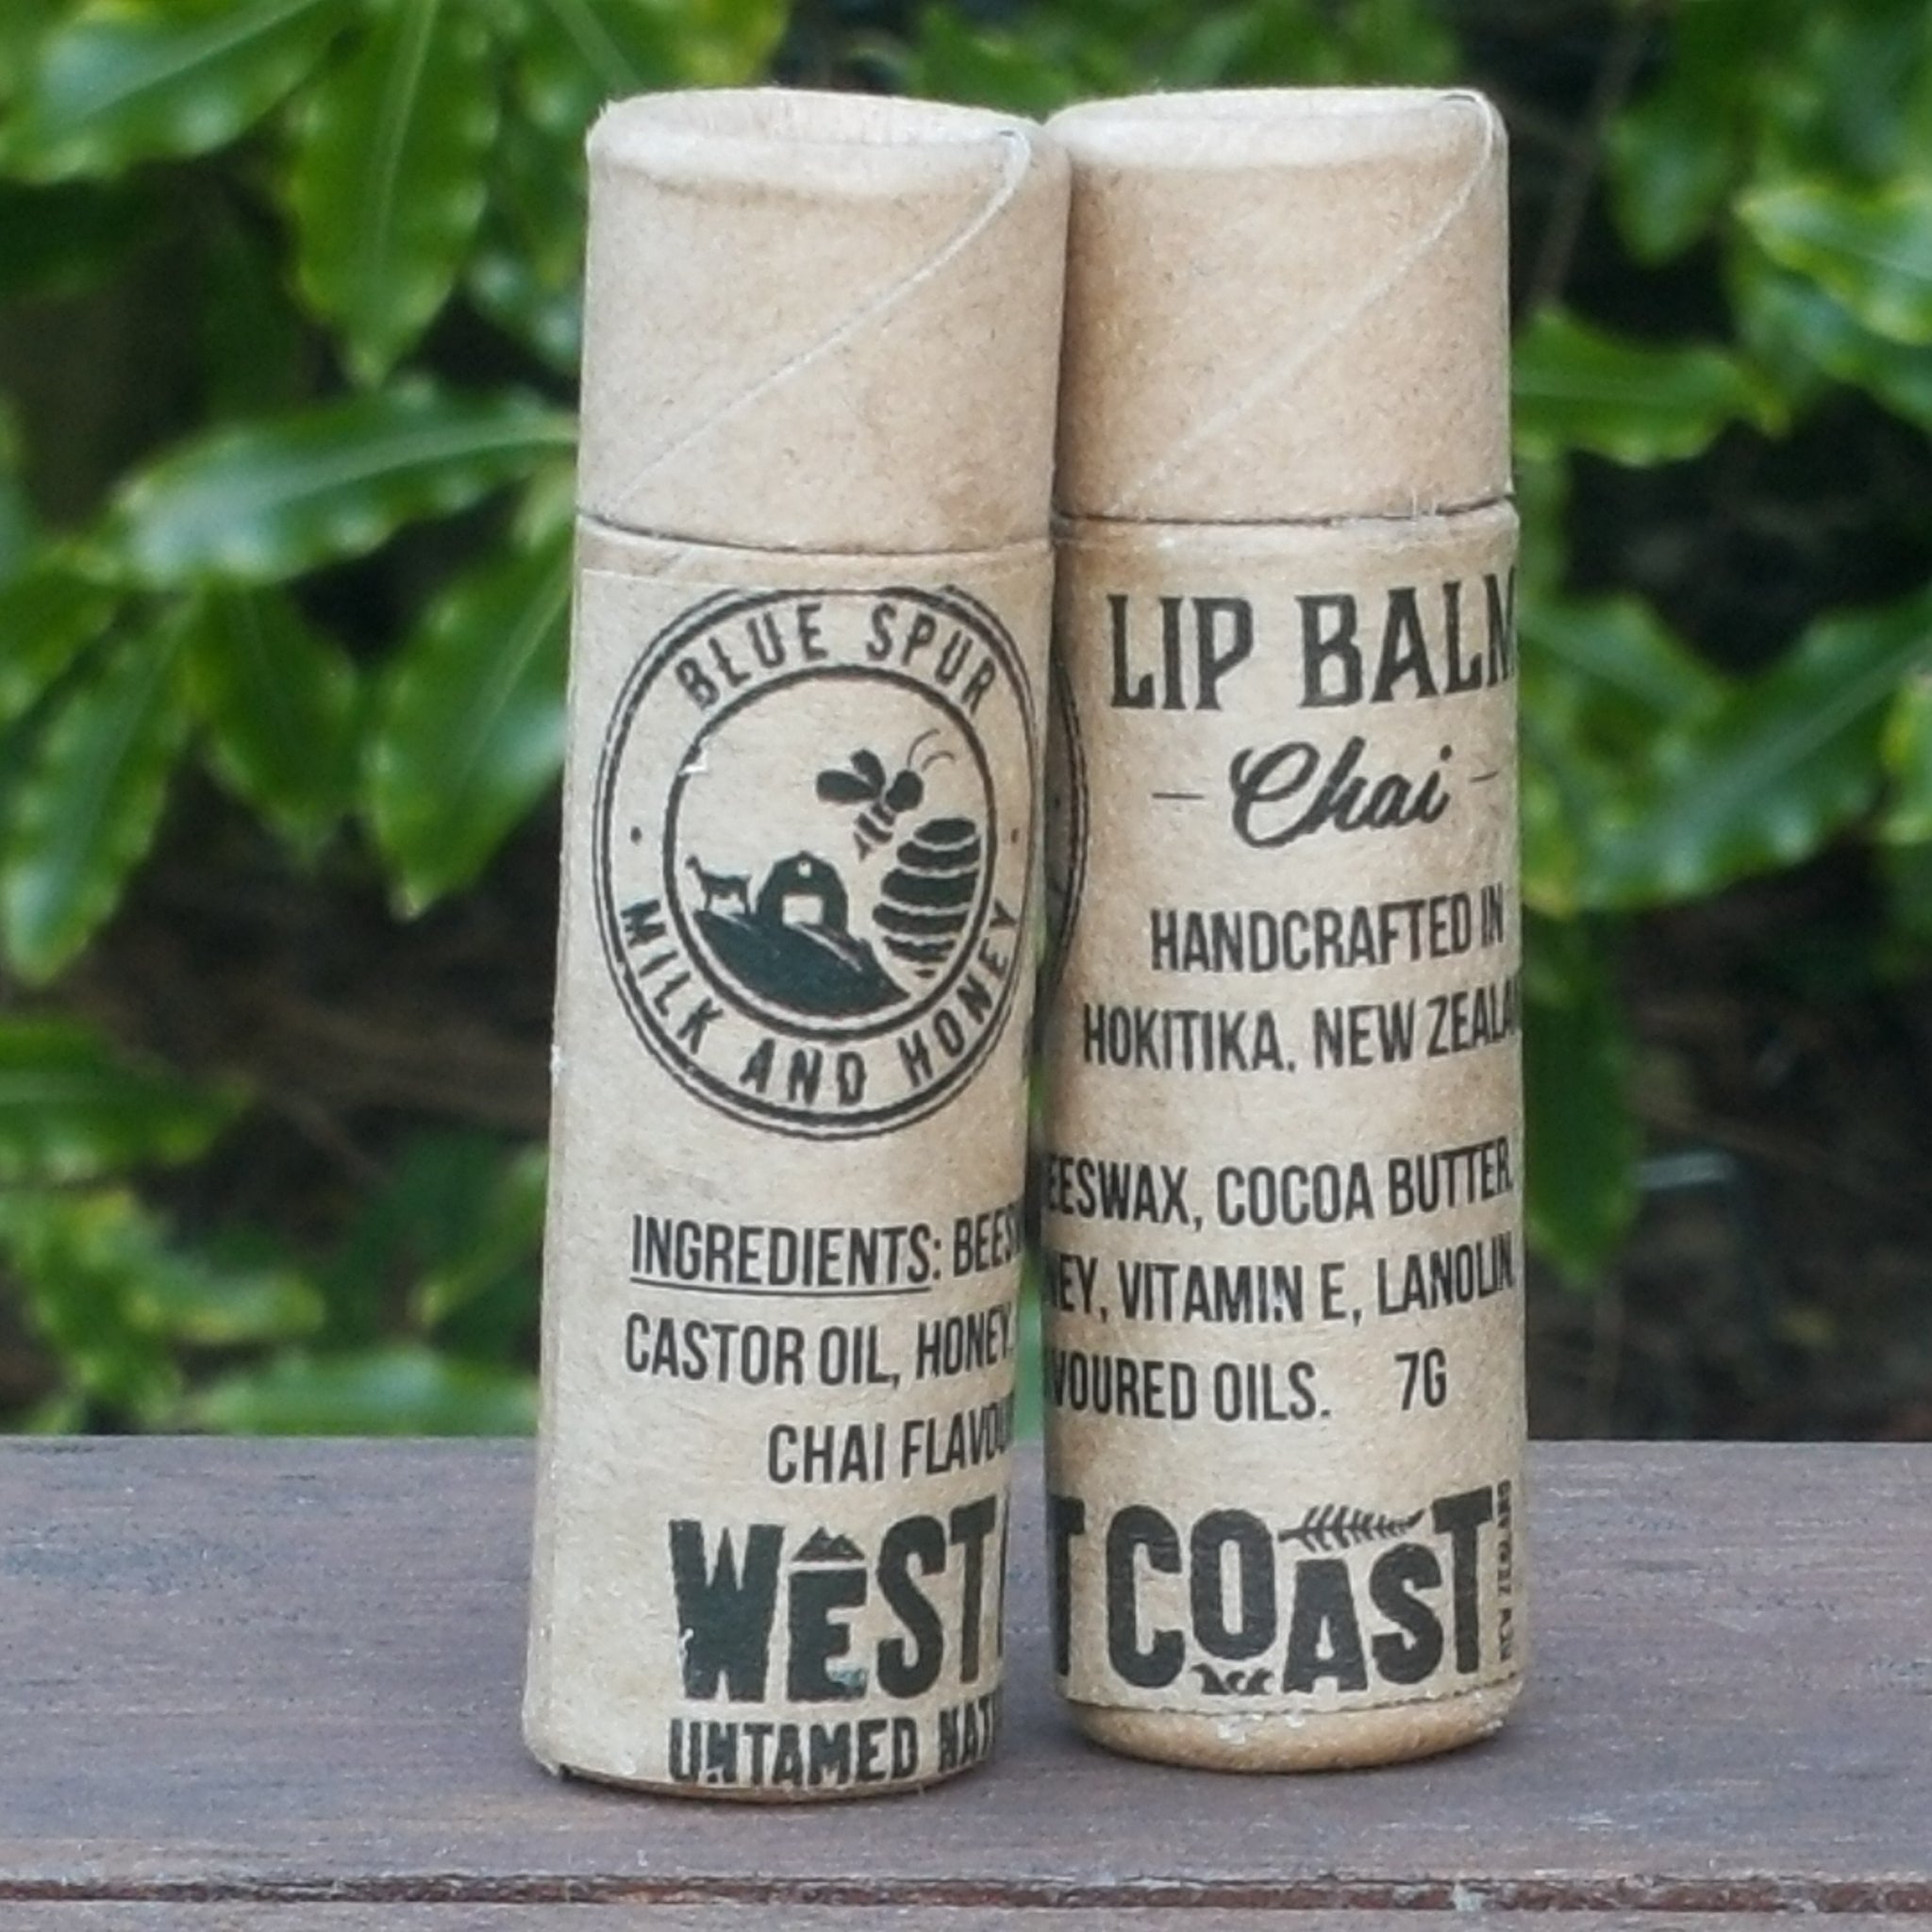 BLUE SPUR
MILK AND HONEY
INGREDIENTS: BEES
CASTOR OIL, HONEY,
CHAI FLAVOU
WEST
UNTAMED NAT
LIP BALM
Chai
HANDCRAFTED IN
HOKITIKA, NEW ZEALA
EESWAX, COCOA BUTTER,
NEY, VITAMIN E, LANOLIN,
VOURED OILS. 7G
T COAST
NEW ZEALAND